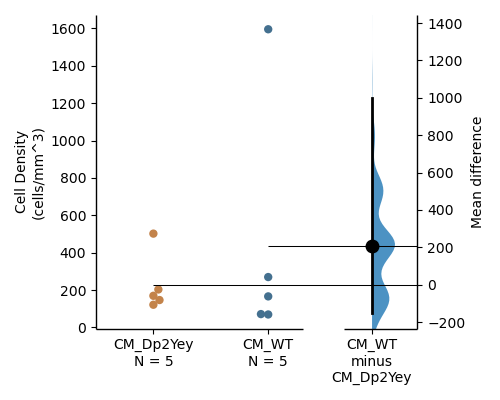 1600
1400
1200
1000
800
600
400
200
0
Cell Density
(cells/mm^3)
1400
1200
1000
800
600
400
200
0
−200
Mean difference
CM_Dp2Yey
N = 5
CM_WT
N = 5
CM_WT
minus
CM_Dp2Yey